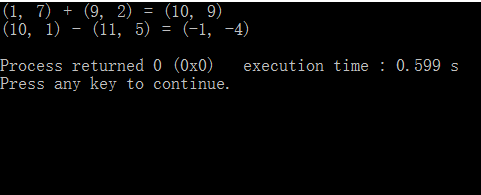 (1, 7) + (9, 2) = (10, 9)
(10, 1) - (11, 5) = (-1, -4)
Process returned 0 (0x0)   execution time : 0.599 s
Press any key to continue.